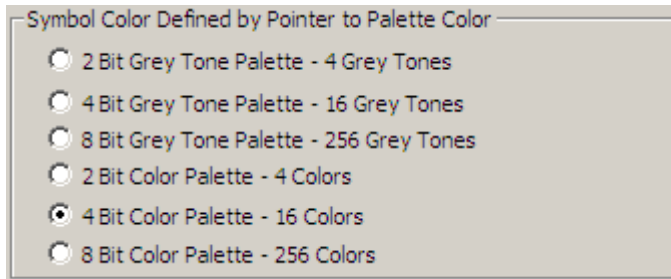 Symbol Color Defined by Pointer to Palette Color
2 Bit Grey Tone Palette - 4 Grey Tones
4 Bit Grey Tone Palette - 16 Grey Tones
8 Bit Grey Tone Palette - 256 Grey Tones
2 Bit Color Palette - 4 Colors
4 Bit Color Palette - 16 Colors
8 Bit Color Palette - 256 Colors